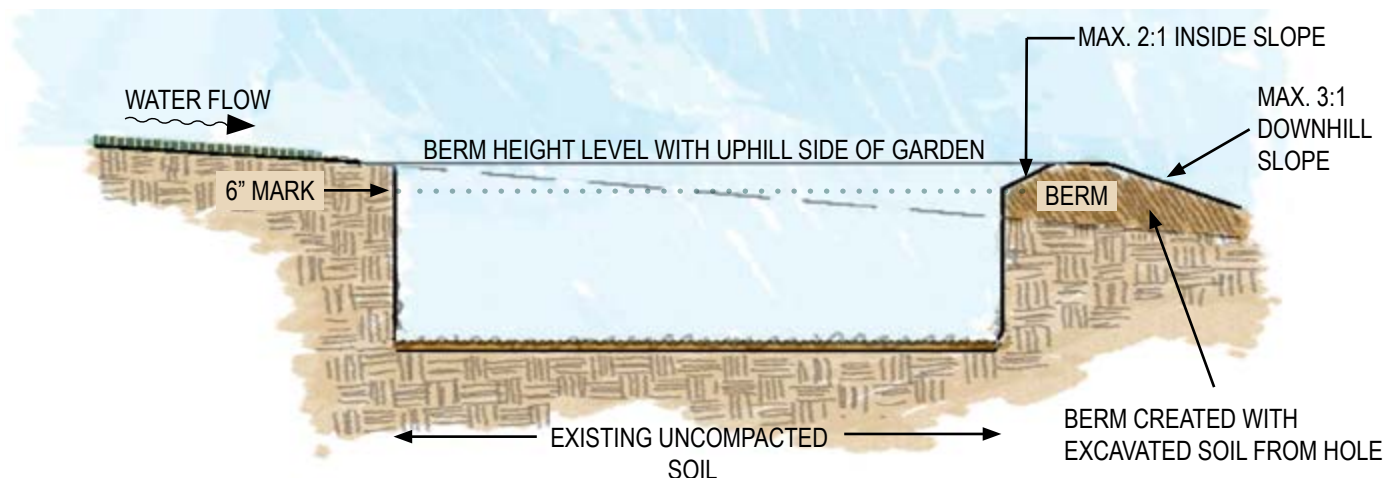 MAX. 2:1 INSIDE SLOPE
WATER FLOW
MAX. 3:1
DOWNHILL
SLOPE
BERM HEIGHT LEVEL WITH UPHILL SIDE OF GARDEN
6” MARK
BERM
EXISTING UNCOMPACTED
SOIL
BERM CREATED WITH
EXCAVATED SOIL FROM HOLE